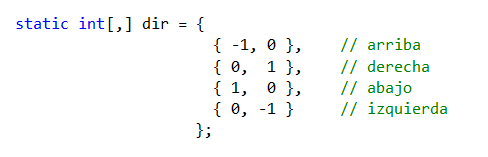 static int[,] dir = {
{ -1, 0 },    // arriba
{ 0,  1 },    // derecha
{ 1,  0 },    // abajo
{ 0, -1 }     // izquierda
};